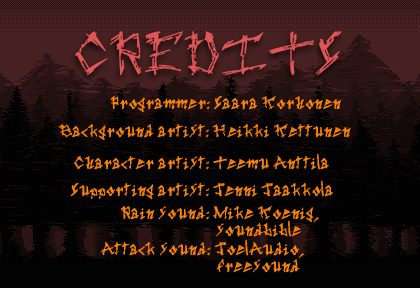 CREDITS
Programmer: Saara Korhonen
Background artist: Heikki Kettunen
Character artist: Teemu Anttila
Supporting artist: Jenni Jaakkola
Rain sound: Mike Koenig,
Soundbible
Attack sound: JoelAudio,
Freesound